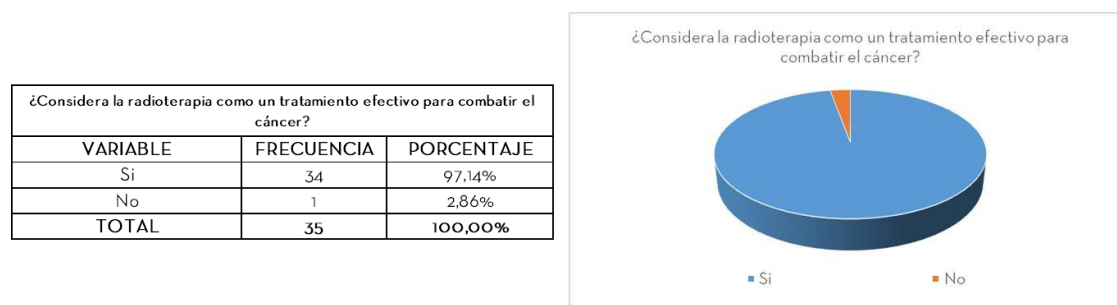 ¿Considera la radioterapia como un tratamiento efectivo para combatir el
cáncer?
VARIABLE FRECUENCIA PORCENTAJE
Si 34 97,14%
No 1 2,86%
TOTAL 35 100,00%
¿Considera la radioterapia como un tratamiento efectivo para
combatir el cáncer?
Si No